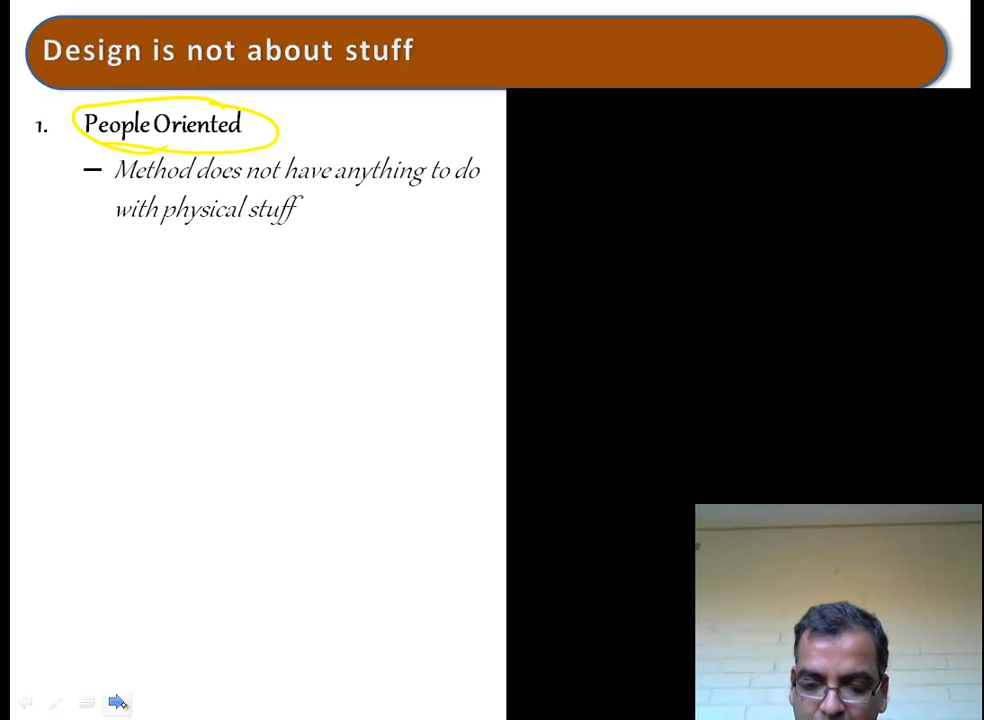 Design is not about stuff
1. People Oriented
– Method does not have anything to do
with physical stuff